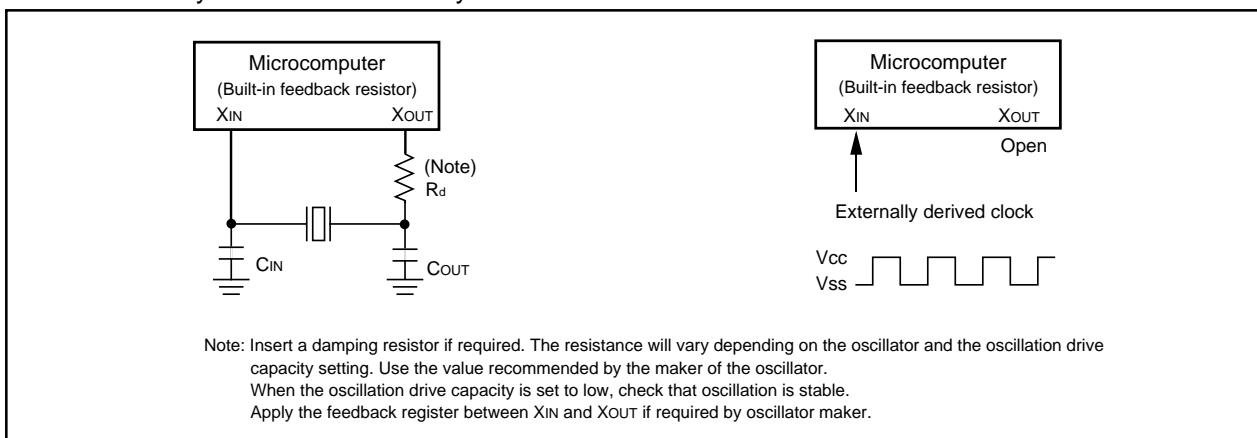 Microcomputer
(Built-in feedback resistor)
XIN XOUT
(Note)
Rd
CIN
COUT
Microcomputer
(Built-in feedback resistor)
XIN XOUT
Open
Externally derived clock
Vcc
Vss
Note: Insert a damping resistor if required. The resistance will vary depending on the oscillator and the oscillation drive
capacity setting. Use the value recommended by the maker of the oscillator.
When the oscillation drive capacity is set to low, check that oscillation is stable.
Apply the feedback register between XIN and XOUT if required by oscillator maker.